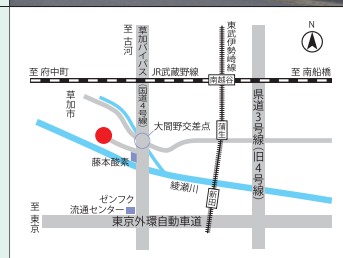 N
至 古河
草加バイパス(国道4号線)
東武伊勢崎線
至 府中町
JR武蔵野線
南越谷
至 南船橋
草加市
大間野交差点
蒲生
県道3号線(旧4号線)
藤本酸素
綾瀬川
新田
至 東京
ゼンフク
流通センター
東京外環自動車道